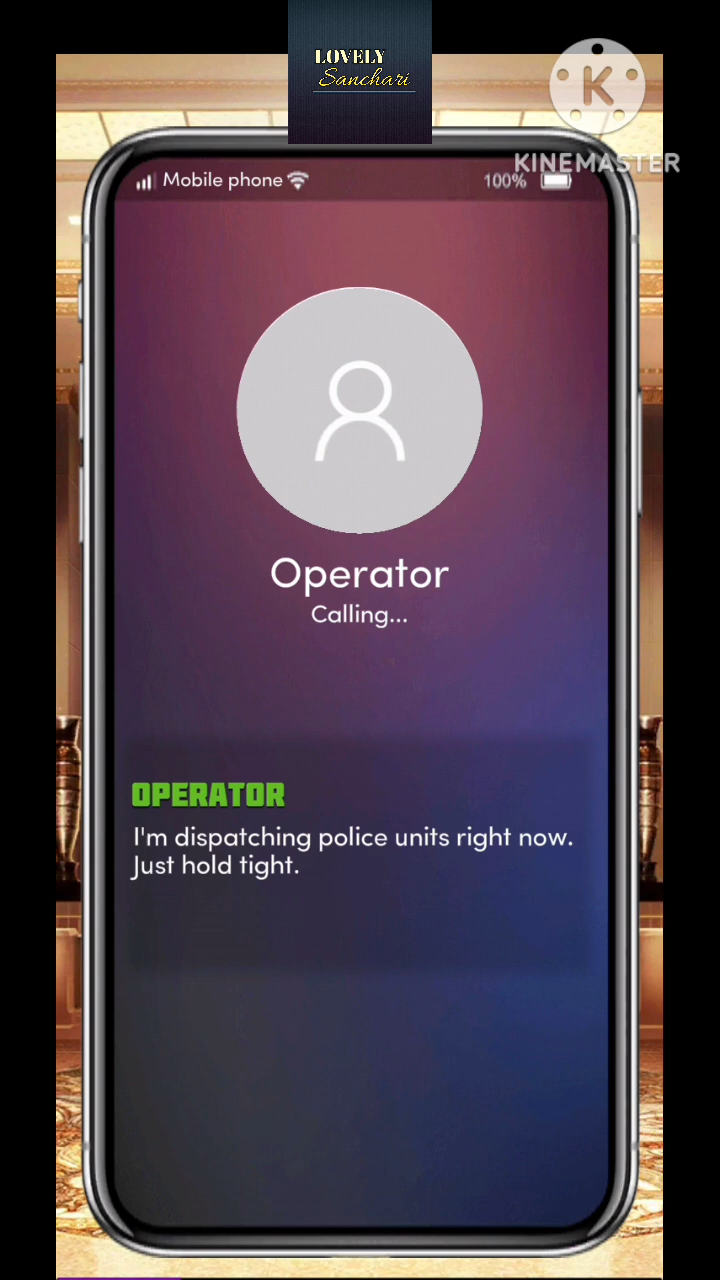 LOVELY
Sanchari
KINEMASTER
Mobile phone 100%
Operator
Calling...
OPERATOR
I'm dispatching police units right now.
Just hold tight.